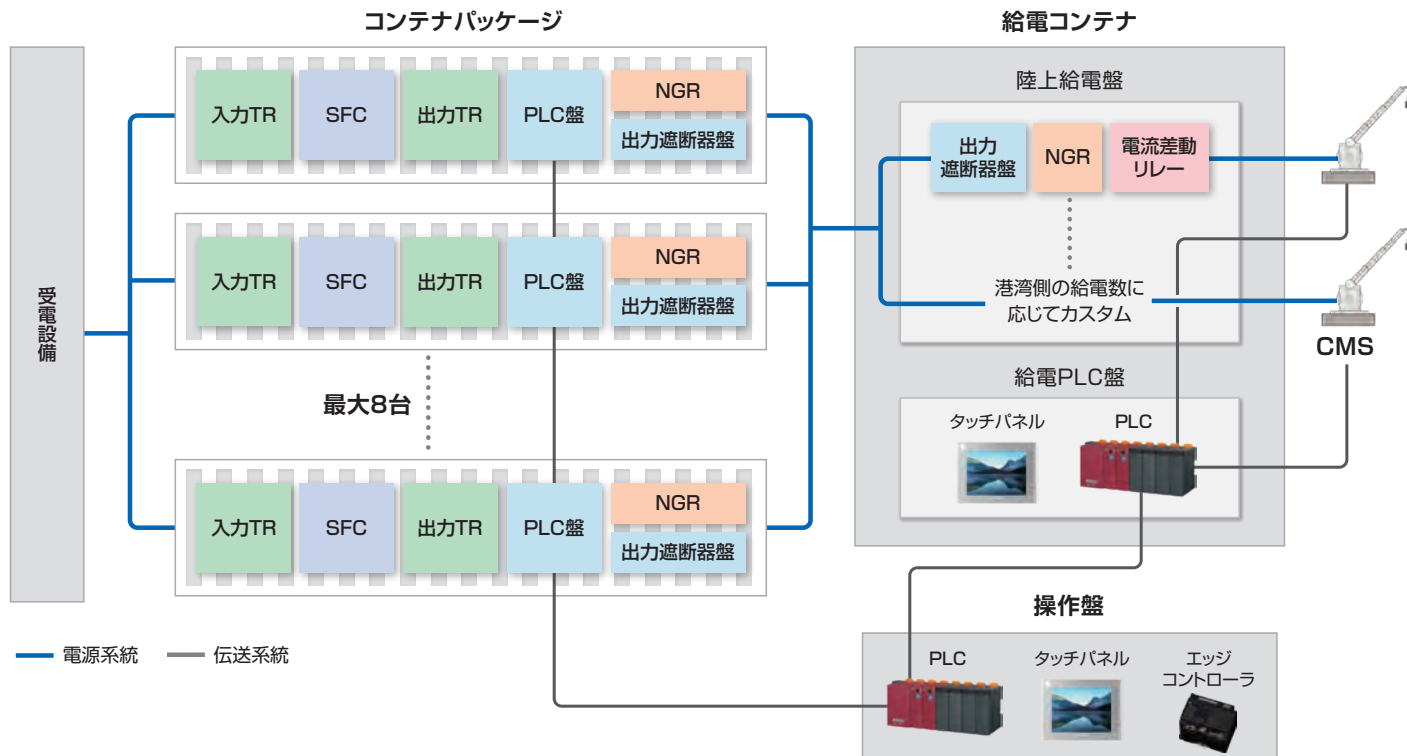 コンテナパッケージ
給電コンテナ
受電設備
入力TR
SFC
出力TR
PLC盤
NGR
出力遮断器盤
入力TR
SFC
出力TR
PLC盤
NGR
出力遮断器盤
最大8台
入力TR
SFC
出力TR
PLC盤
NGR
出力遮断器盤
陸上給電盤
出力
遮断器盤
NGR
電流差動
リレー
港湾側の給電数に
応じてカスタム
CMS
給電PLC盤
タッチパネル
PLC
操作盤
PLC
タッチパネル
エッジ
コントローラ
電源系統
伝送系統